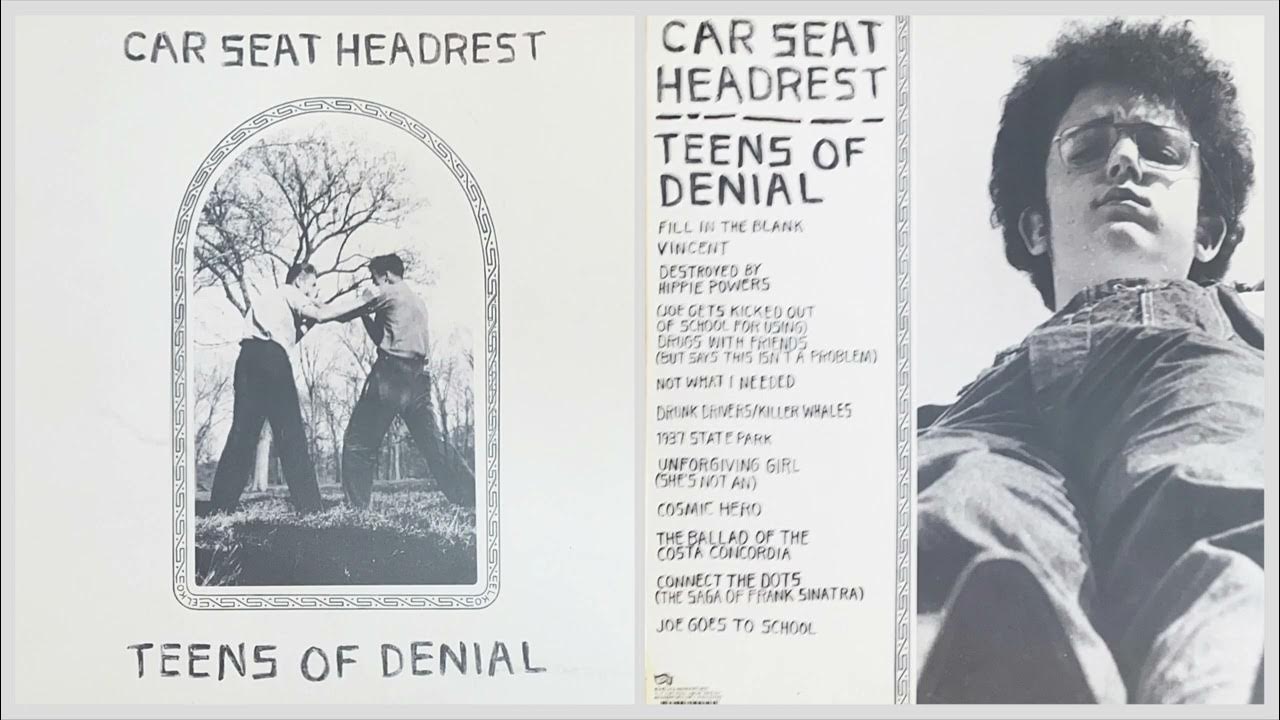 CAR SEAT HEADREST
TEENS OF DENIAL
CAR SEAT
HEADREST
TEENS OF
DENIAL
FILL IN THE BLANK
VINCENT
DESTROYED BY
HIPPIE POWERS
(JOE GETS KICKED OUT
OF SCHOOL FOR USING)
DRUGS WITH FRIENDS
(BUT SAYS THIS ISN'T A PROBLEM)
NOT WHAT I NEEDED
DRUNK DRIVERS/KILLER WHALES
1937 STATE PARK
UNFORGIVING GIRL
(SHE'S NOT AN)
COSMIC HERO
THE BALLAD OF THE
COSTA CONCORDIA
CONNECT THE DOTS
(THE SAGA OF FRANK SINATRA)
JOE GOES TO SCHOOL